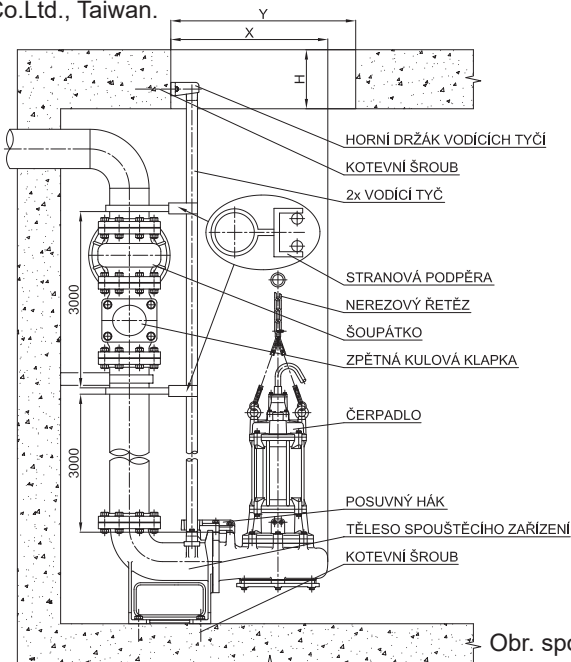 Co.Ltd., Taiwan.
Y
X
H
HORNÍ DRŽÁK VODÍCÍCH TYČÍ
KOTEVNÍ ŠROUB
2x VODÍCÍ TYČ
STRANOVÁ PODPĚRA
NEREZOVÝ ŘETĚZ
3000
ŠOUPÁTKO
ZPĚTNÁ KULOVÁ KLAPKA
ČERPADLO
3000
POSUVNÝ HÁK
TĚLESO SPOUŠTĚCÍHO ZAŘÍZENÍ
KOTEVNÍ ŠROUB
Obr. spo